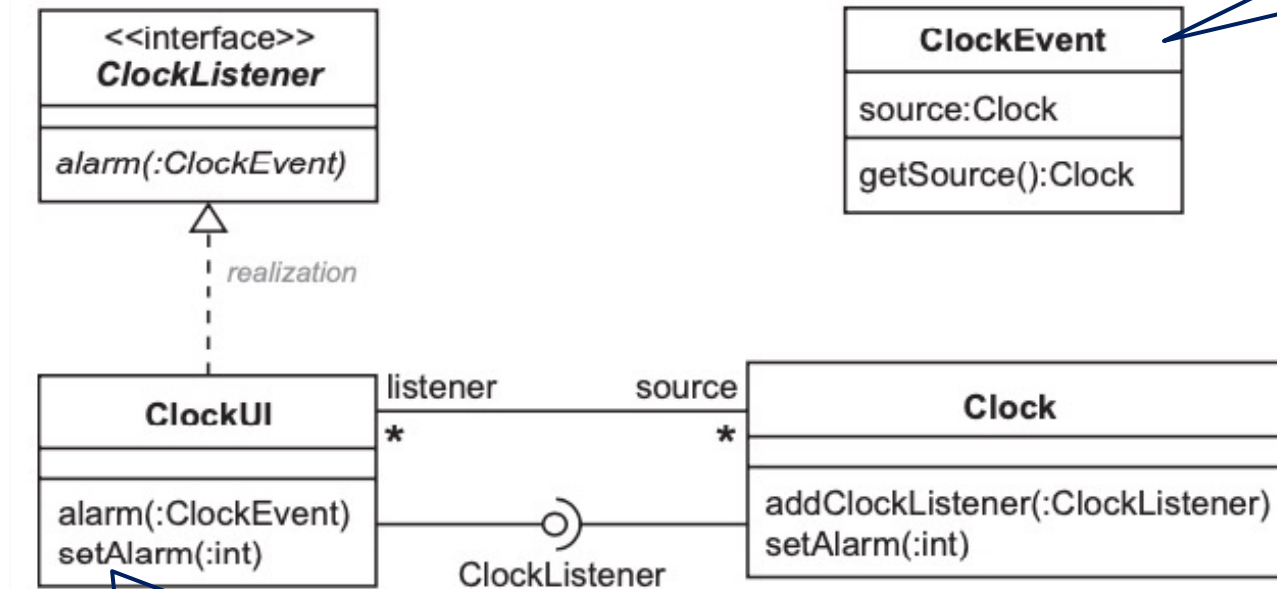 <<interface>>
ClockListener
alarm(:ClockEvent)
ClockEvent
source:Clock
getSource():Clock
realization
ClockUI
alarm(:ClockEvent)
setAlarm(:int)
listener
source
*
*
ClockListener
Clock
addClockListener(:ClockListener)
setAlarm(:int)